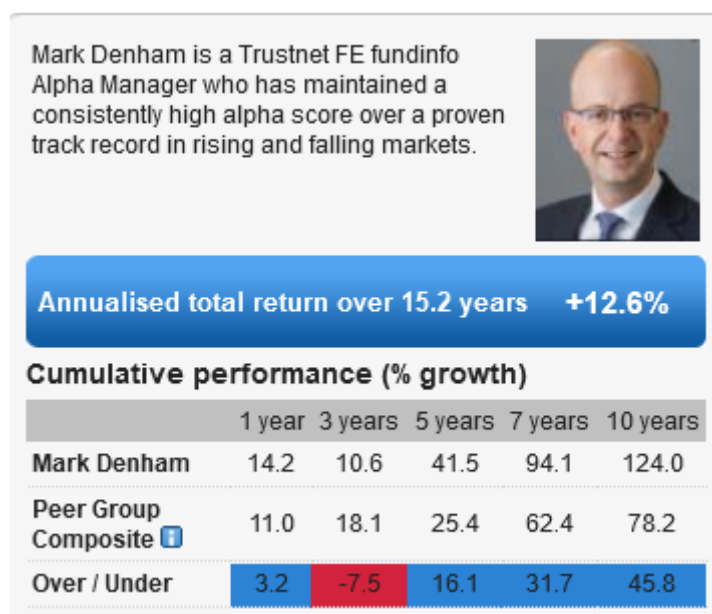 Mark Denham is a Trustnet FE fundinfo
Alpha Manager who has maintained a
consistently high alpha score over a proven
track record in rising and falling markets.
Annualised total return over 15.2 years +12.6%
Cumulative performance (% growth)
1 year 3 years 5 years 7 years 10 years
Mark Denham 14.2 10.6 41.5 94.1 124.0
Peer Group
Composite i 11.0 18.1 25.4 62.4 78.2
Over / Under 3.2 -7.5 16.1 31.7 45.8